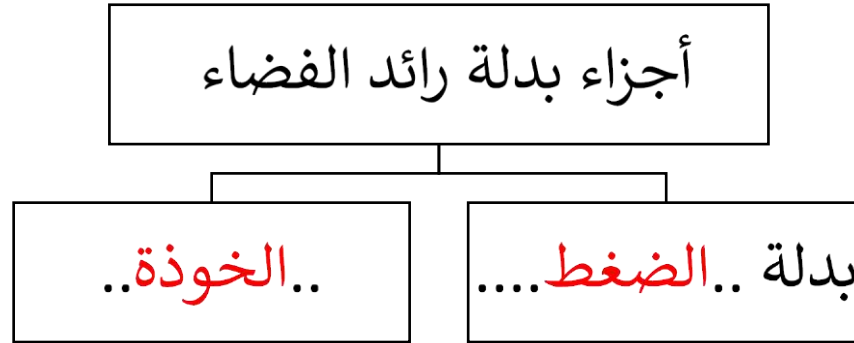 أجزاء بدلة رائد الفضاء
بدلة ..الضغط....
..الخوذة..